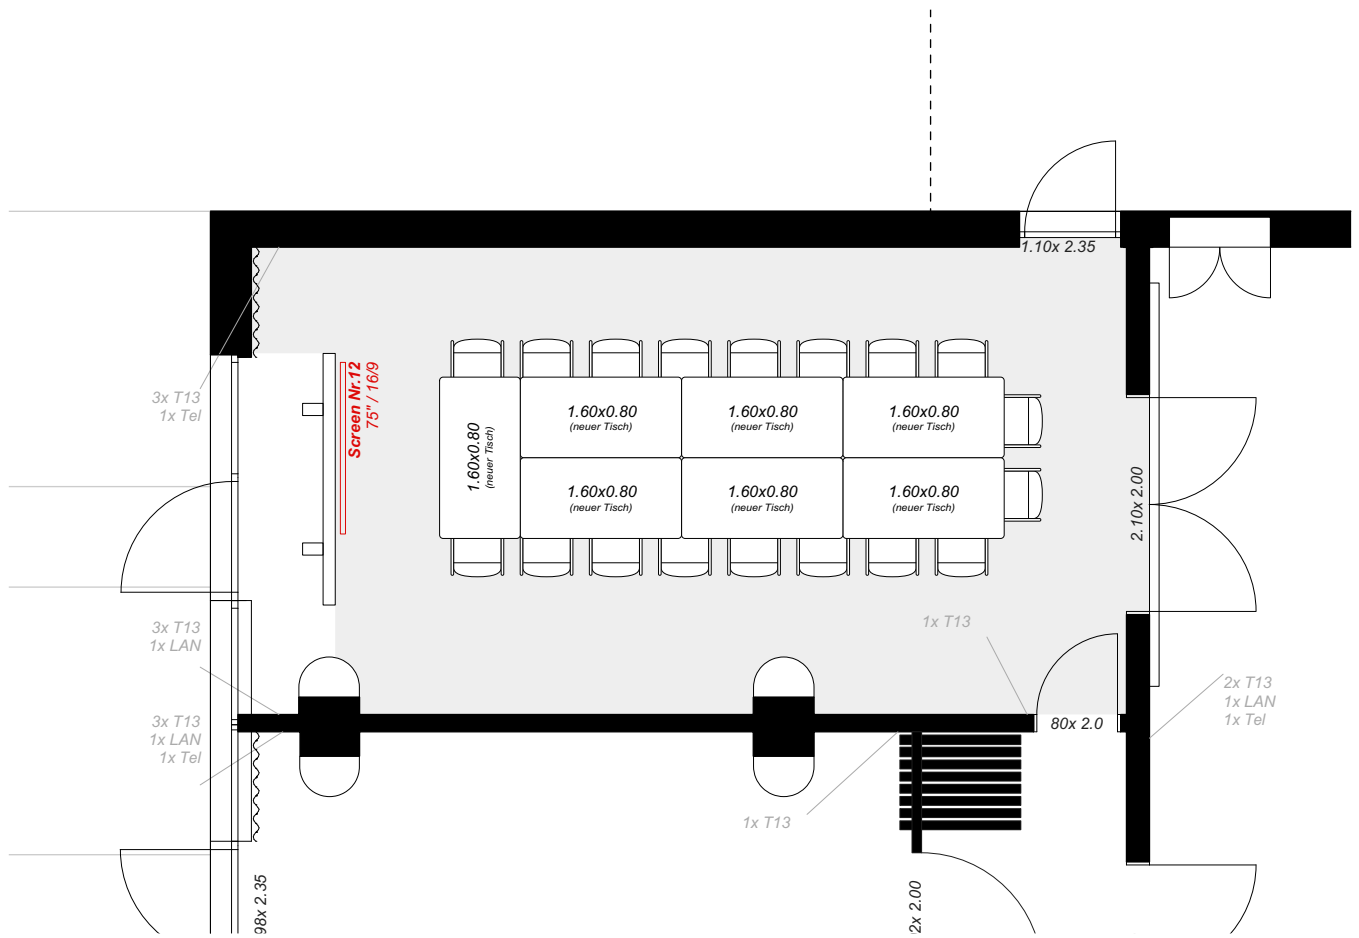 1.10x 2.35
3x T13
1x Tel
Screen Nr.12
75" / 16/9
1.60x0.80
(neuer Tisch)
1.60x0.80
(neuer Tisch)
1.60x0.80
(neuer Tisch)
1.60x0.80
(neuer Tisch)
1.60x0.80
(neuer Tisch)
1.60x0.80
(neuer Tisch)
1.60x0.80
(neuer Tisch)
2.10x 2.00
3x T13
1x LAN
1x T13
3x T13
1x LAN
1x Tel
80x 2.0
2x T13
1x LAN
1x Tel
1x T13
98x 2.35
2x 2.00